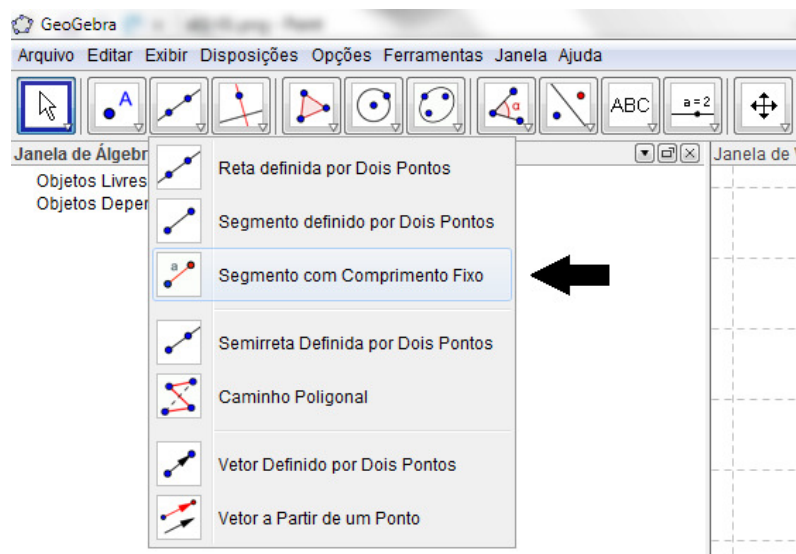 GeoGebra
Arquivo Editar Exibir Disposições Opções Ferramentas Janela Ajuda
A
α
ABC
a = 2
Janela de Álgebr
Janela de
Objetos Livres
Objetos Deper
Reta definida por Dois Pontos
Segmento definido por Dois Pontos
a
Segmento com Comprimento Fixo
Semirreta Definida por Dois Pontos
Caminho Poligonal
Vetor Definido por Dois Pontos
Vetor a Partir de um Ponto